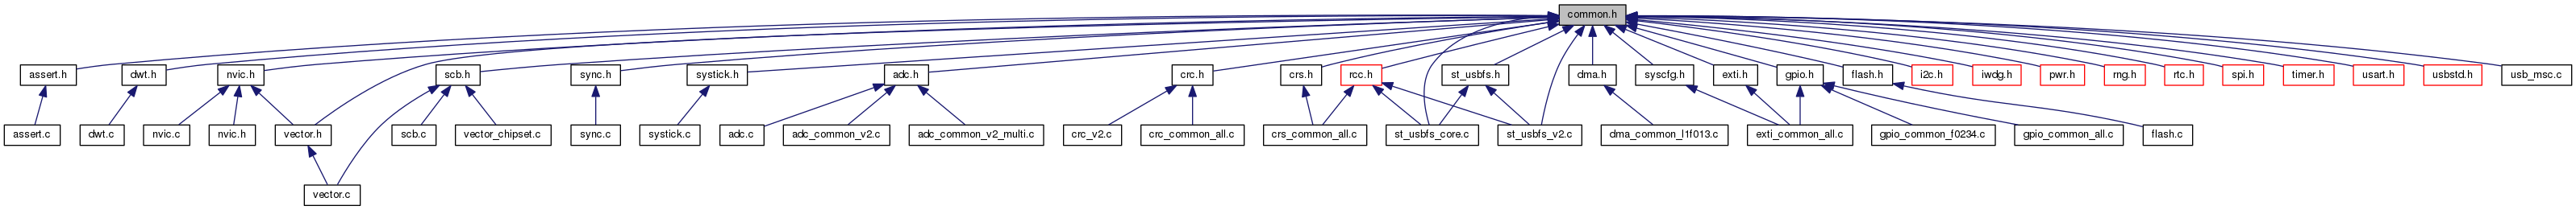 common.h
assert.h
dwt.h
nvic.h
scb.h
sync.h
systick.h
adc.h
crc.h
crs.h
rcc.h
st_usbfs.h
dma.h
syscfg.h
exti.h
gpio.h
flash.h
i2c.h
iwdg.h
pwr.h
rng.h
rtc.h
spi.h
timer.h
usart.h
usbstd.h
usb_msc.c
assert.c
dwt.c
nvic.c
nvic.h
vector.h
scb.c
vector_chipset.c
sync.c
systick.c
adc.c
adc_common_v2.c
adc_common_v2_multi.c
crc_v2.c
crc_common_all.c
crs_common_all.c
st_usbfs_core.c
st_usbfs_v2.c
dma_common_l1f013.c
exti_common_all.c
gpio_common_f0234.c
gpio_common_all.c
flash.c
vector.c